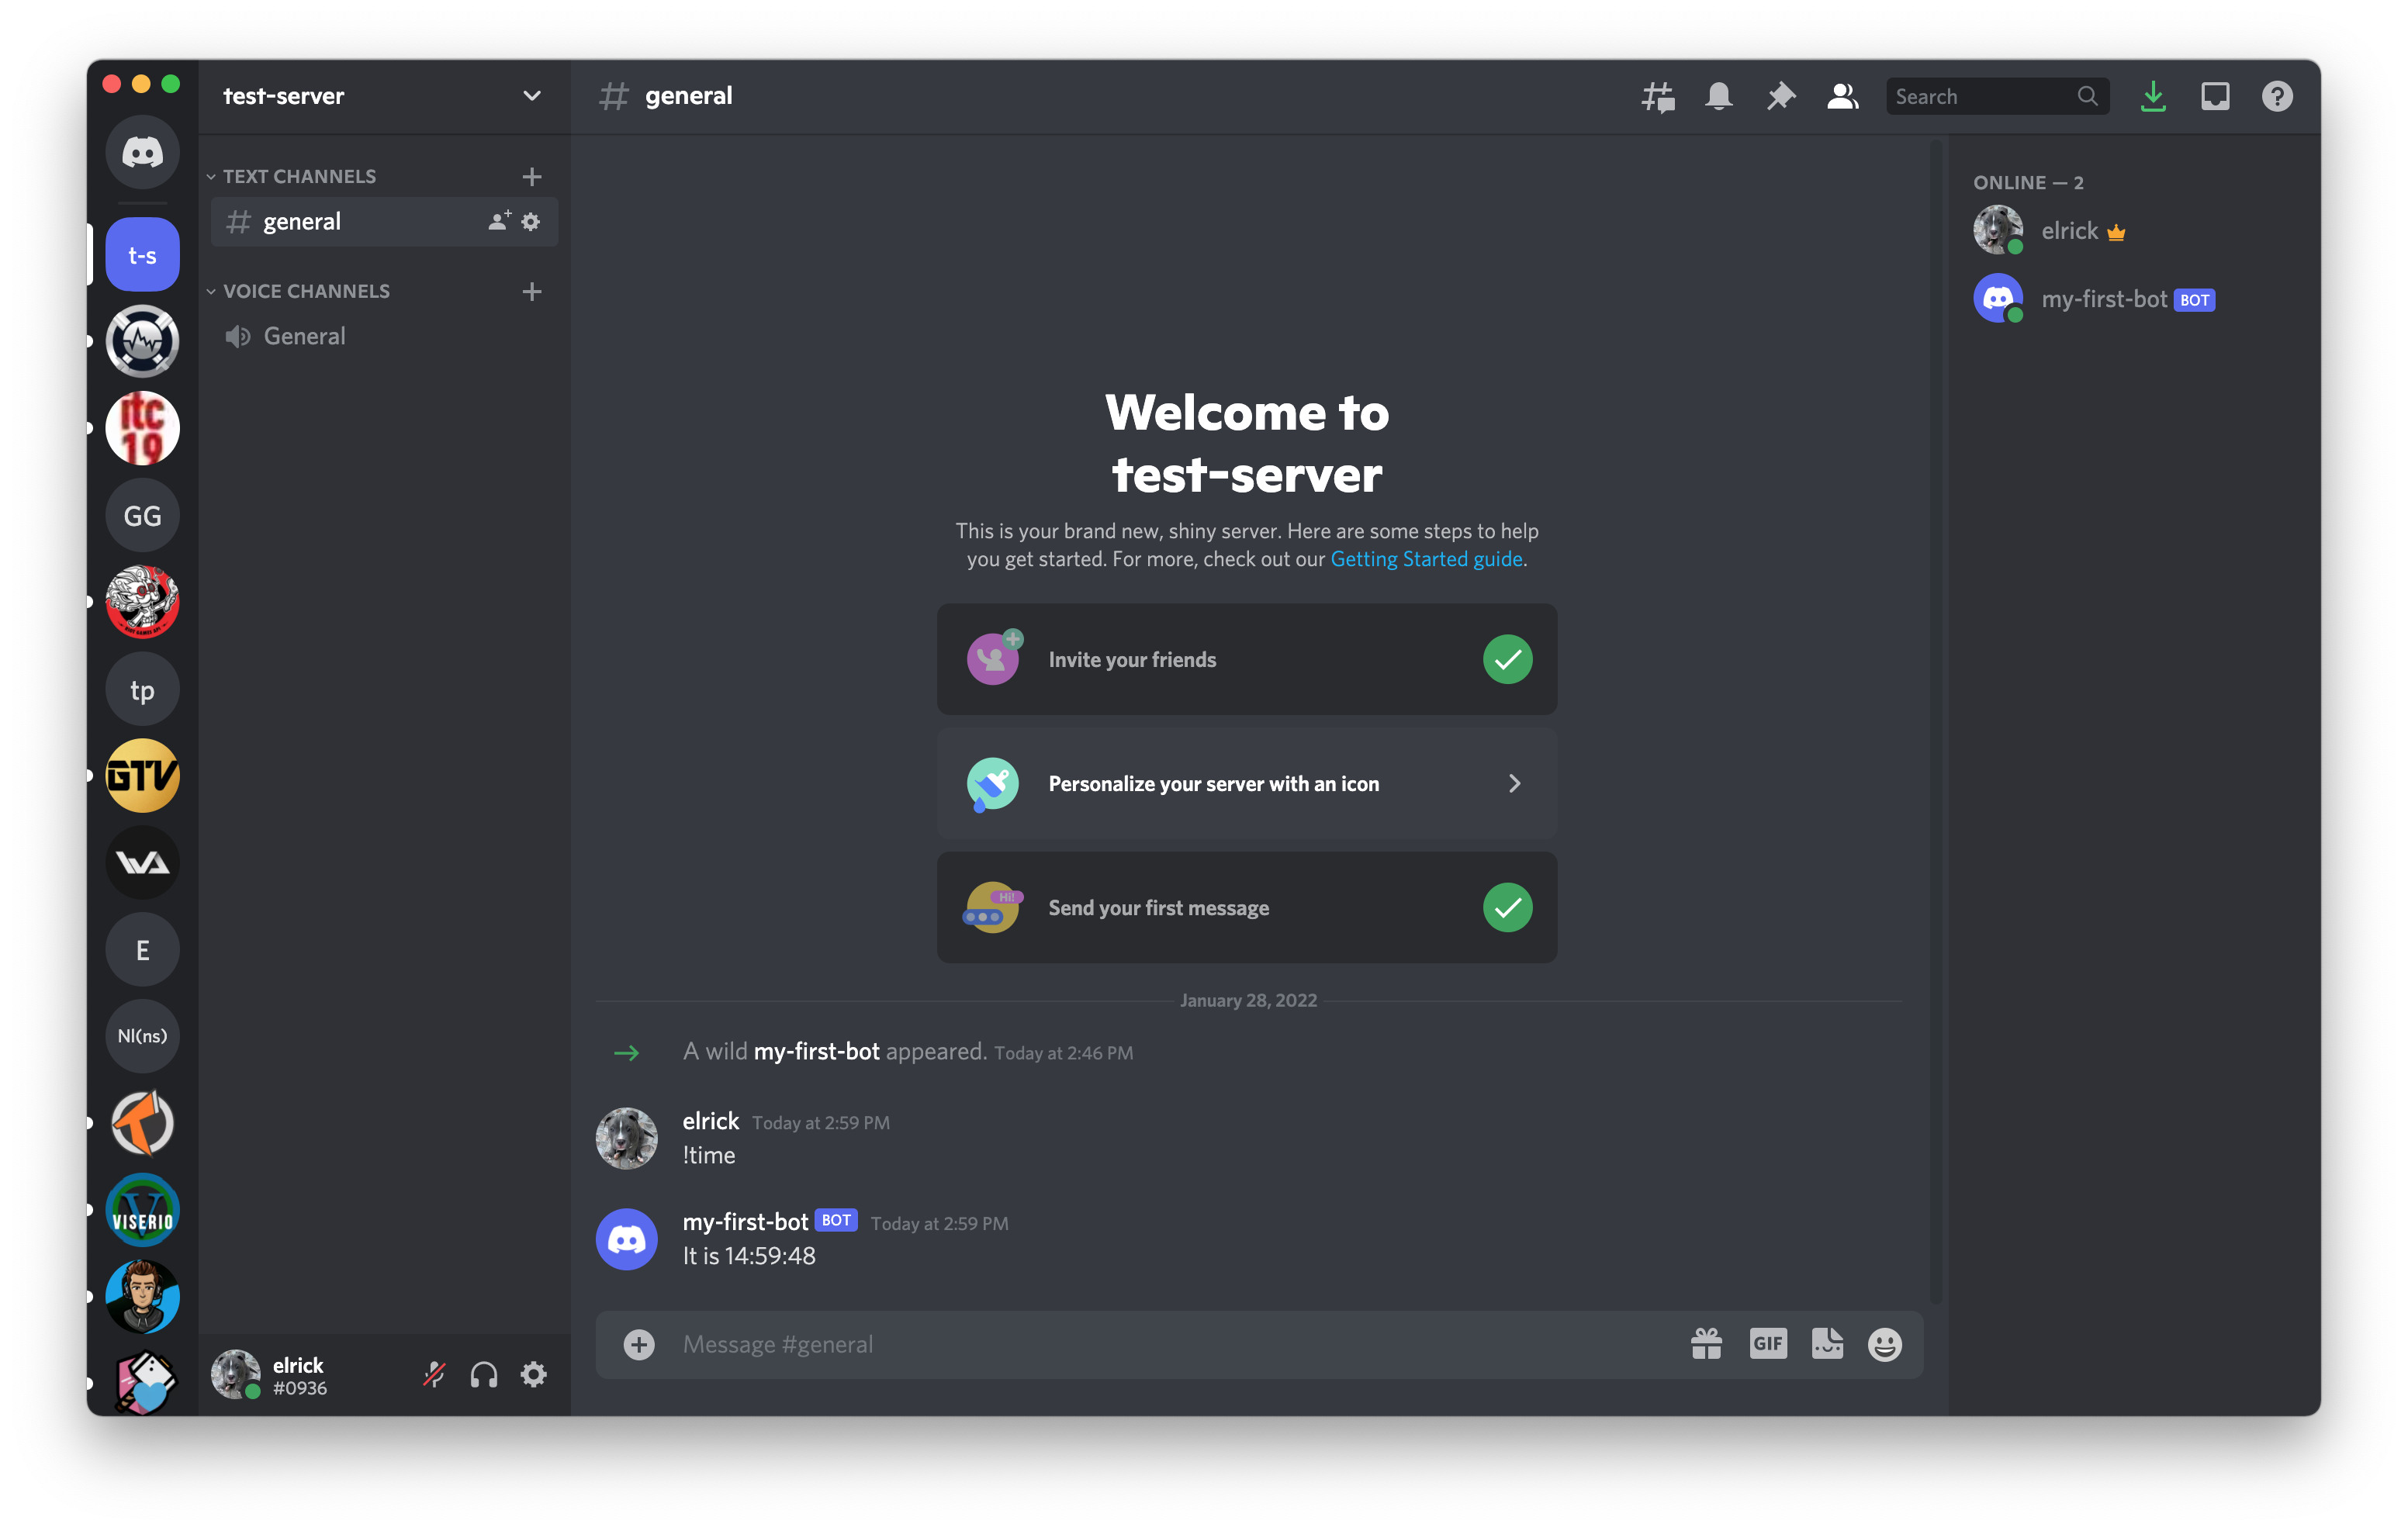 test-server
general
Search
TEXT CHANNELS
general
VOICE CHANNELS
General
t-s
itc
19
GG
tp
GTV
WA
E
Nl(ns)
VISERIO
Welcome to
test-server
This is your brand new, shiny server. Here are some steps to help
you get started. For more, check out our Getting Started guide.
Invite your friends
Personalize your server with an icon
Hi!
Send your first message
January 28, 2022
A wild my-first-bot appeared. Today at 2:46 PM
elrick Today at 2:59 PM
!time
my-first-bot BOT Today at 2:59 PM
It is 14:59:48
Message #general
GIF
elrick
#0936
ONLINE — 2
elrick
my-first-bot BOT